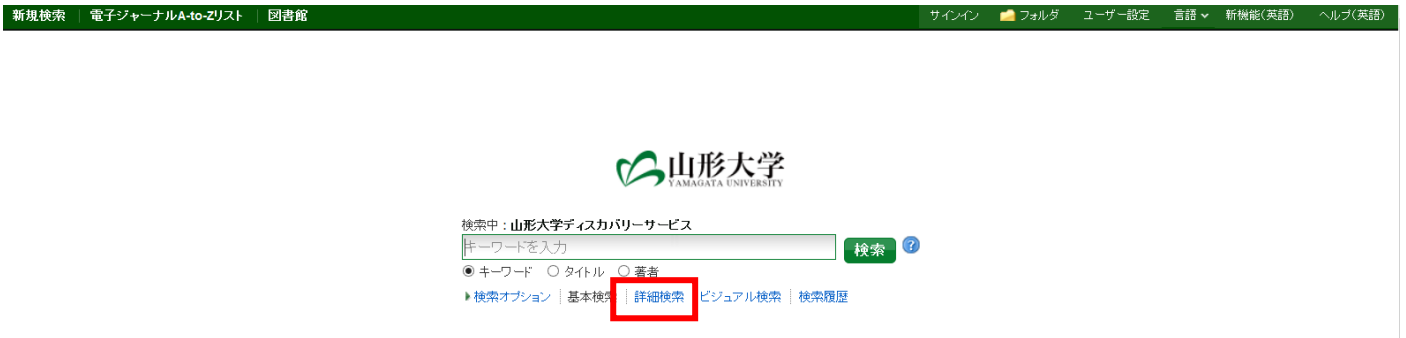 新規検索 電子ジャーナルA-to-Zリスト 図書館 サインイン フォルダ ユーザー設定 言語 新機能(英語) ヘルプ(英語)
山形大学
YAMAGATA UNIVERSITY
検索中:山形大学ディスカバリーサービス
キーワードを入力 検索 ?
キーワード タイトル 著者
検索オプション 基本検索 詳細検索 ビジュアル検索 検索履歴